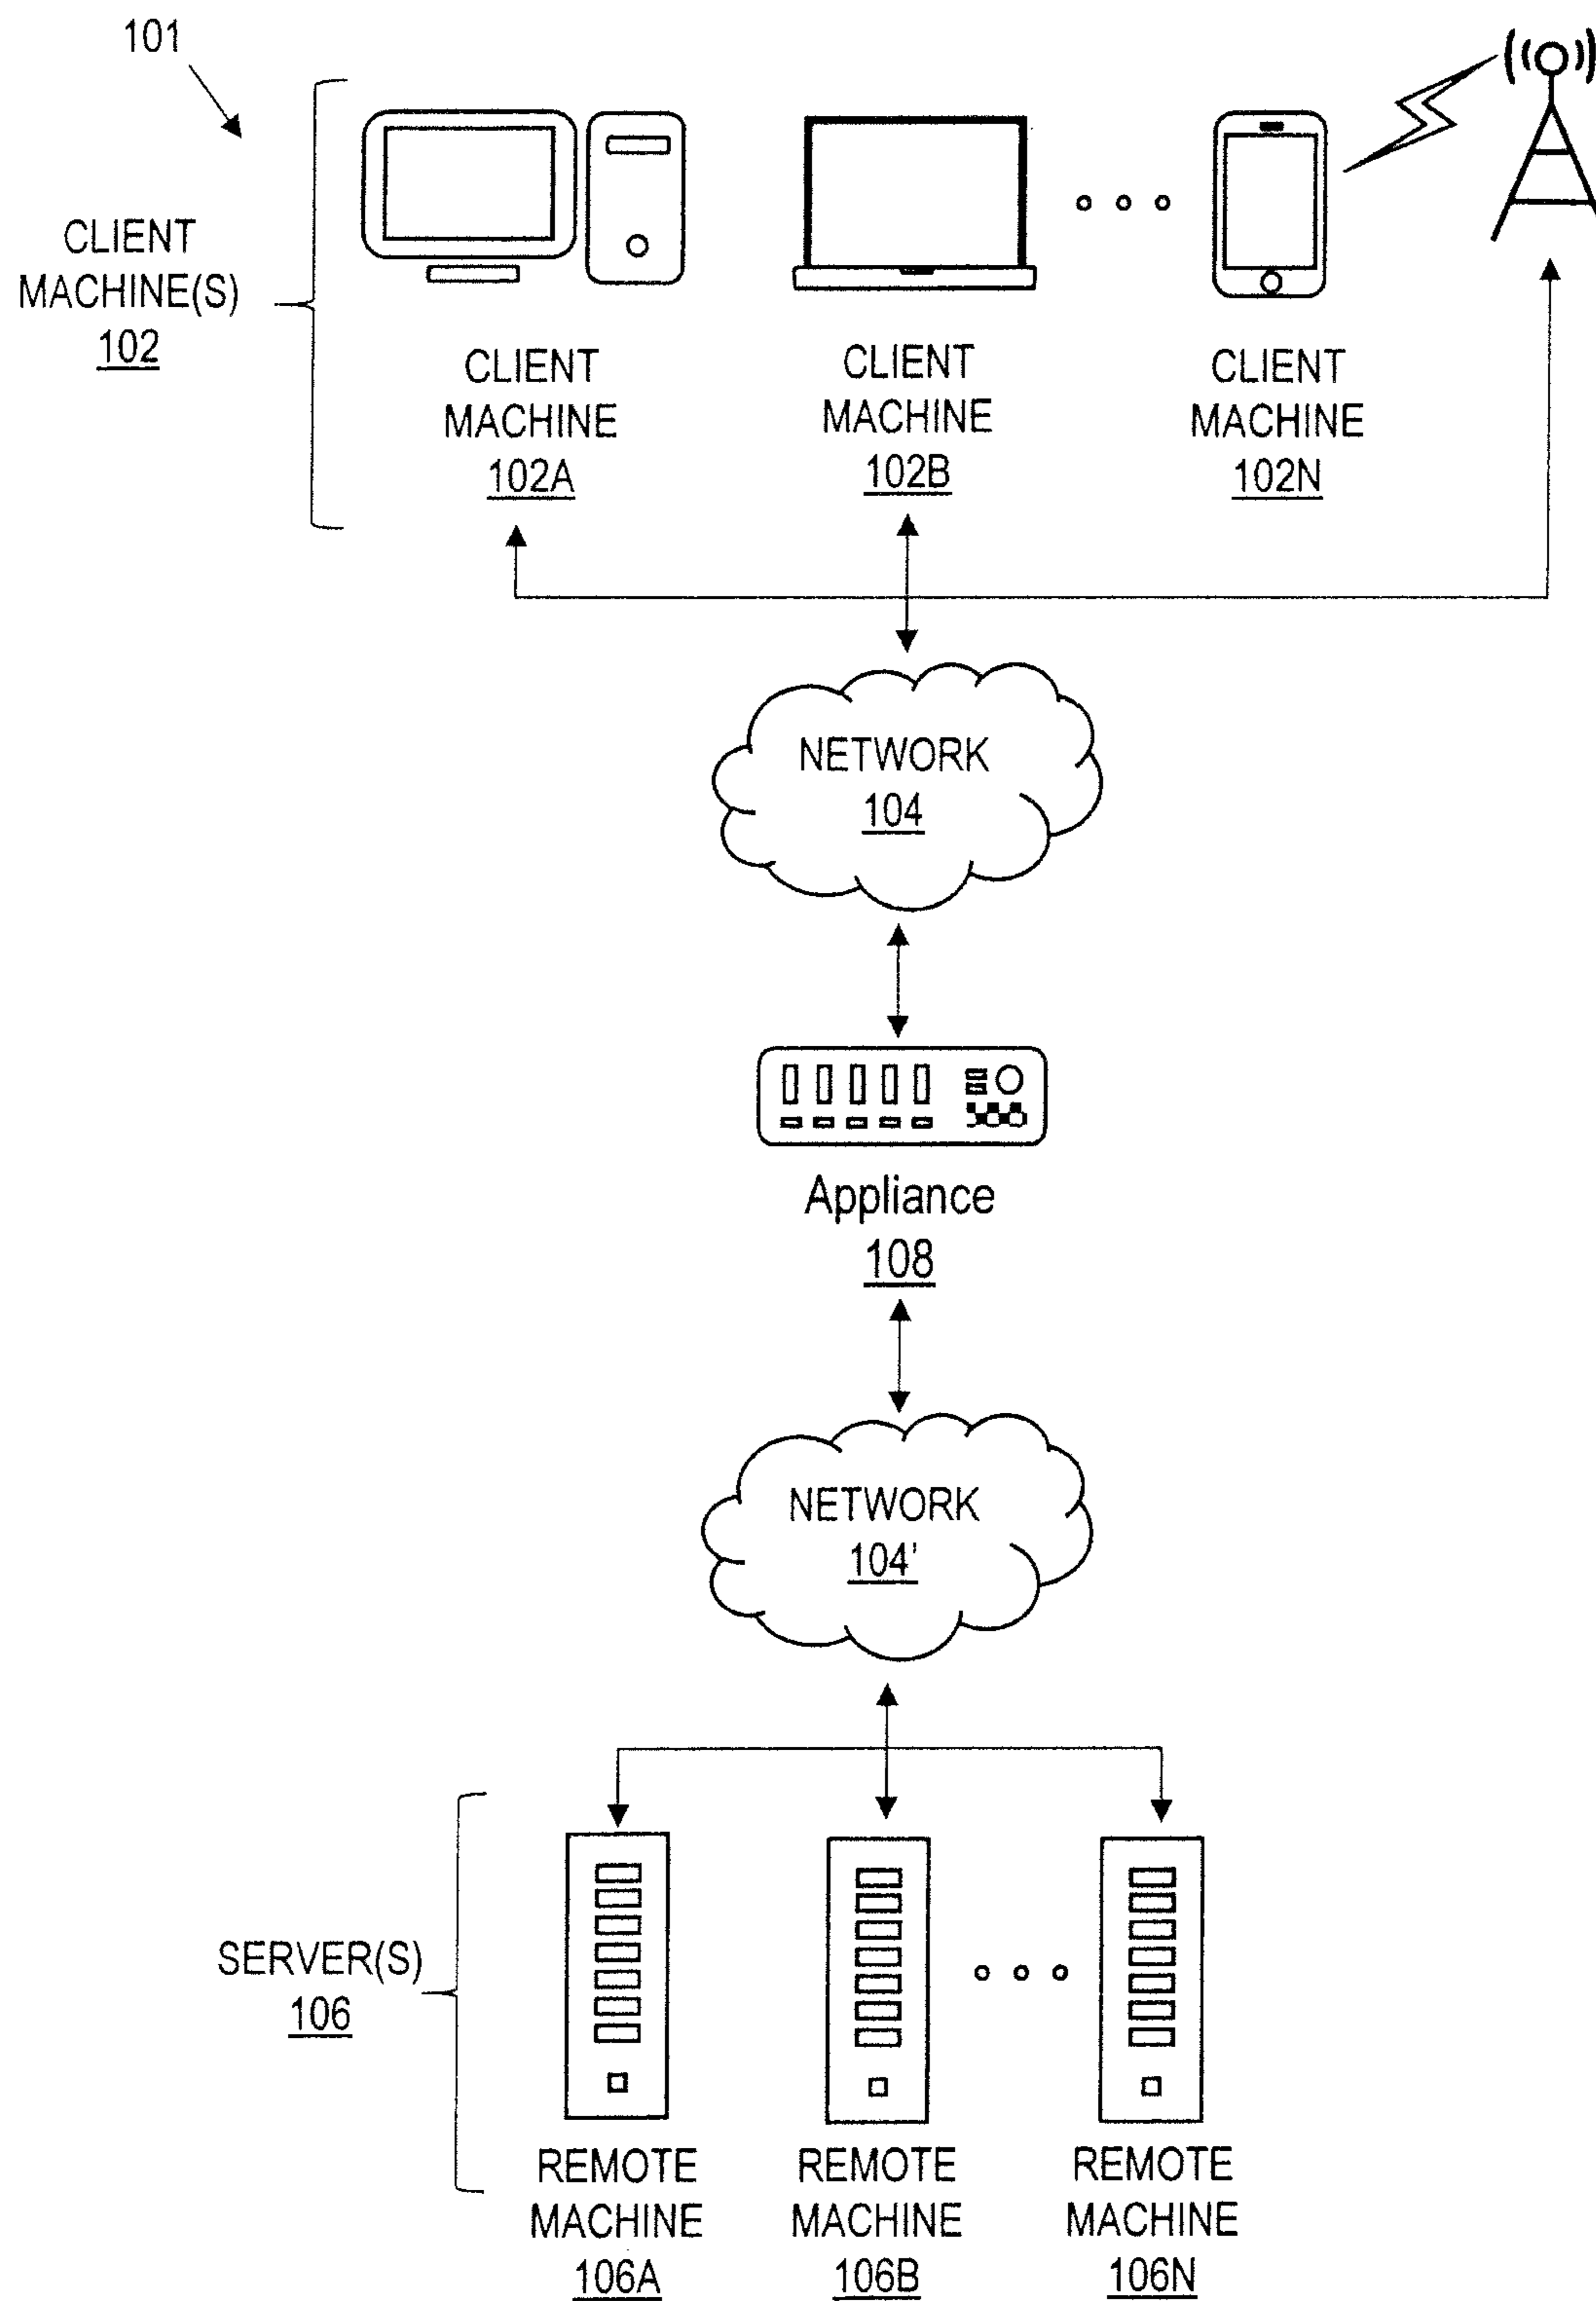 101
CLIENT
MACHINE(S)
102
CLIENT
MACHINE
102A
CLIENT
MACHINE
102B
CLIENT
MACHINE
102N
NETWORK
104
Appliance
108
NETWORK
104'
SERVER(S)
106
REMOTE
MACHINE
106A
REMOTE
MACHINE
106B
REMOTE
MACHINE
106N